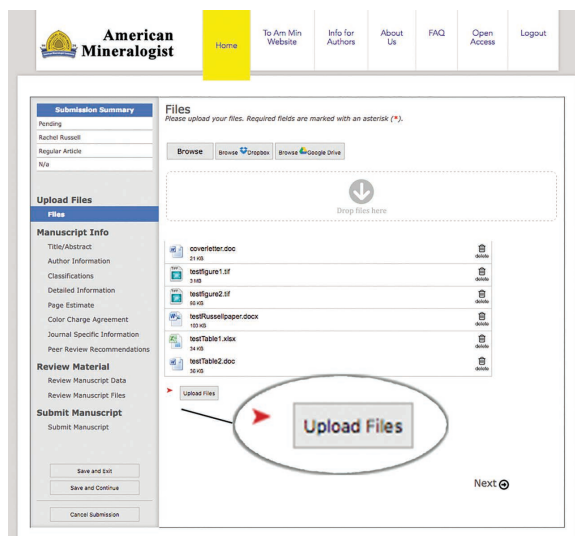 American
Mineralogist
Home
To Am Min
Website
Info for
Authors
About
Us
FAQ
Open
Access
Logout
Submission Summary
Pending
Rachel Russell
Regular Article
N/a
Upload Files
Files
Manuscript Info
Title/Abstract
Author Information
Classifications
Detailed Information
Page Estimate
Color Charge Agreement
Journal Specific Information
Peer Review Recommendations
Review Material
Review Manuscript Data
Review Manuscript Files
Submit Manuscript
Submit Manuscript
Save and Exit
Save and Continue
Cancel Submission
Files
Please upload your files. Required fields are marked with an asterisk (*).
Browse
Browse Dropbox
Browse Google Drive
Drop files here
coverletter.doc
21 KB
delete
testfigure1.tif
3 MB
delete
testfigure2.tif
60 KB
delete
testRussellpaper.docx
103 KB
delete
testTable1.xlsx
34 KB
delete
testTable2.doc
36 KB
delete
Upload Files
Upload Files
Next